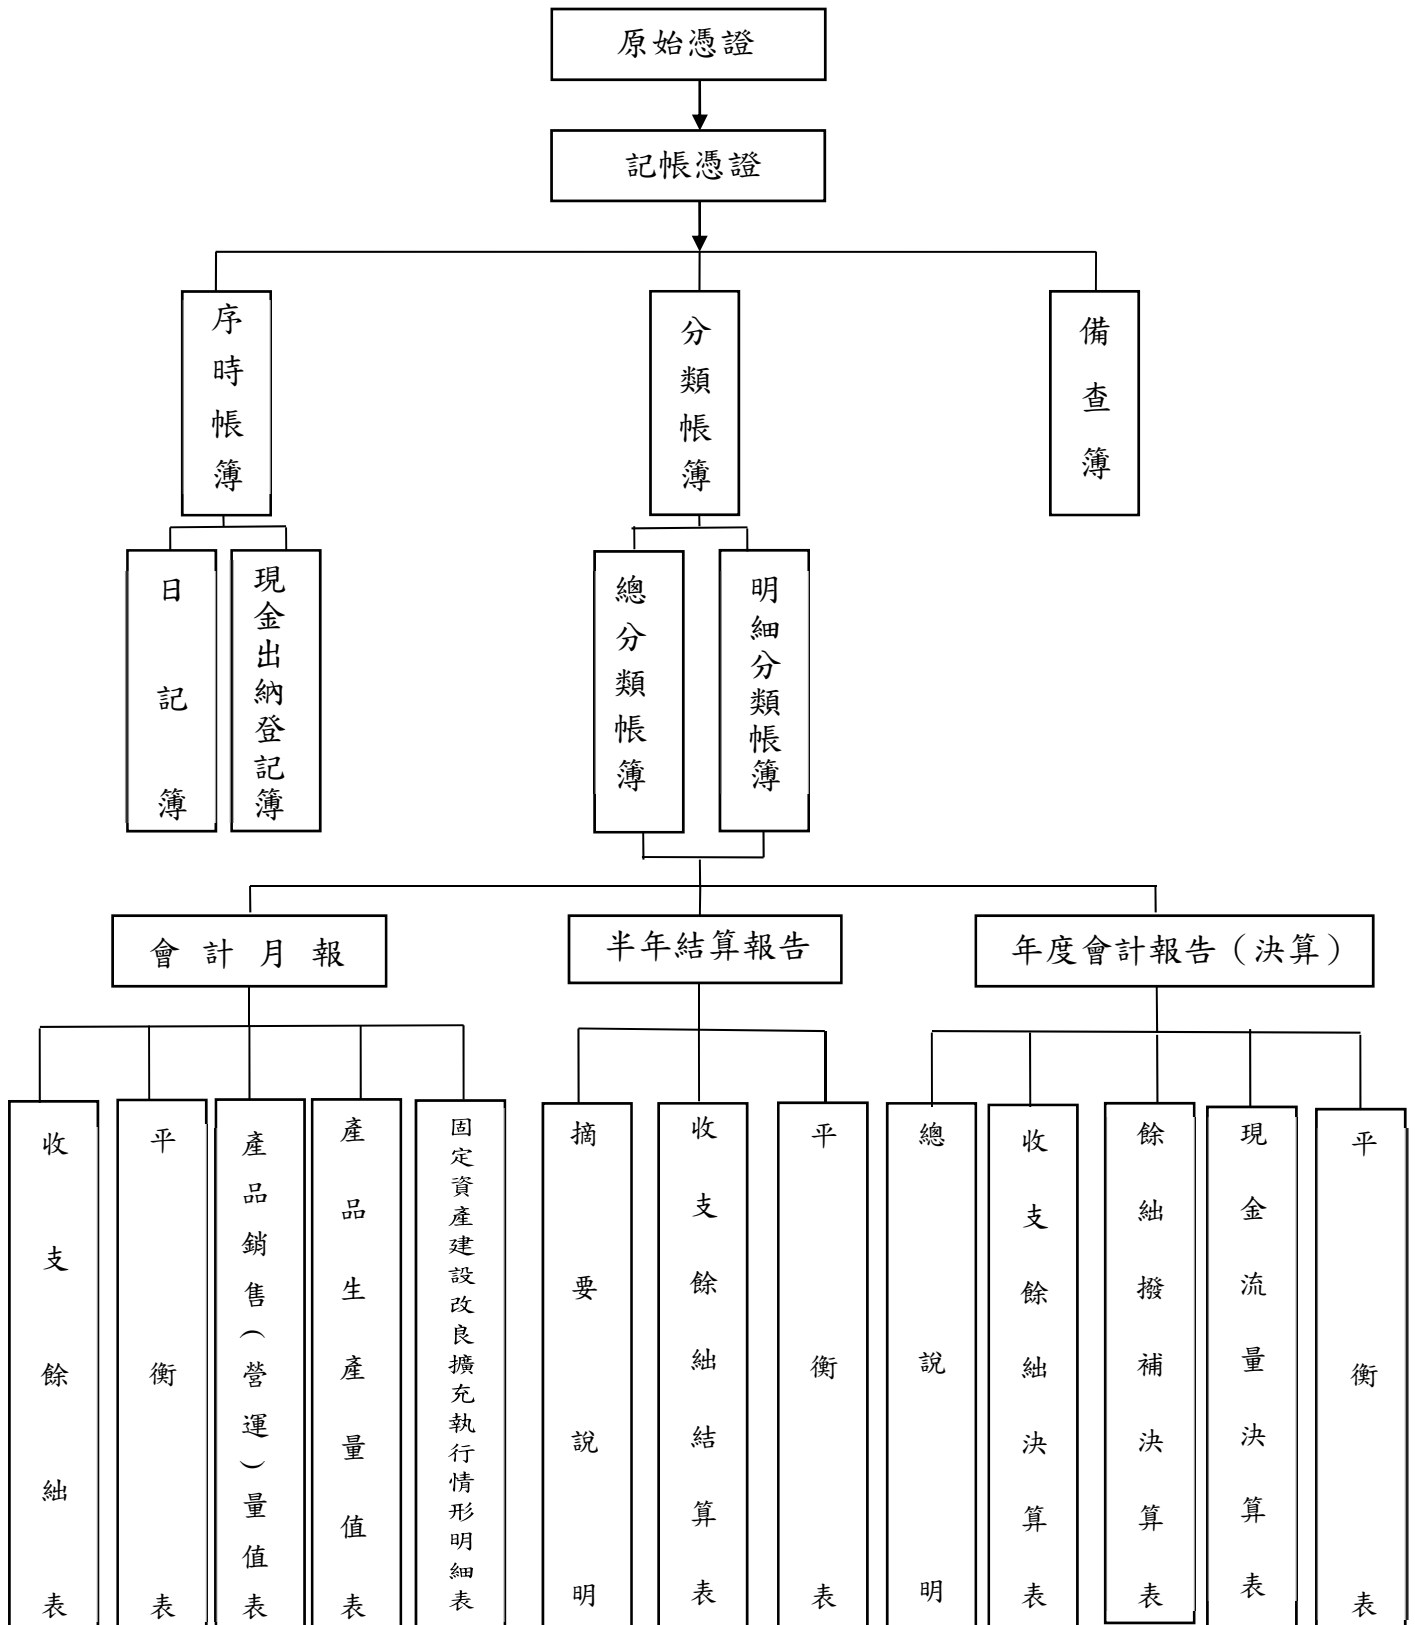 原始憑證
記帳憑證
序時帳簿
分類帳簿
備查簿
日記簿
現金出納登記簿
總分類帳簿
明細分類帳簿
會計月報
半年結算報告
年度會計報告（決算）
收支餘絀表
平衡表
產品銷售(營運)量值表
產品生產量值表
固定資產建設改良擴充執行情形明細表
摘要說明
收支餘絀結算表
平衡表
總說明
收支餘絀決算表
餘絀撥補決算表
現金流量決算表
平衡表